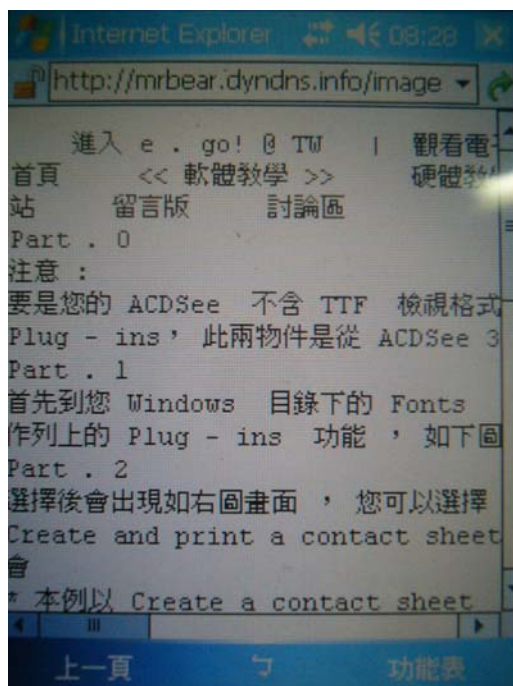 Internet Explorer 08:28
http://mrbear.dyndns.info/image
進入 e . go! @ TW | 觀看電
首頁 << 軟體教學 >> 硬體教
站 留言版 討論區
Part . 0
注意 :
要是您的 ACDSee 不含 TTF 檢視格式
Plug - ins, 此兩物件是從 ACDSee 3
Part . 1
首先到您 Windows 目錄下的 Fonts
作列上的 Plug - ins 功能 , 如下圖
Part . 2
選擇後會出現如右圖畫面 , 您可以選擇
Create and print a contact sheet
會
* 本例以 Create a contact sheet
上一頁 功能表